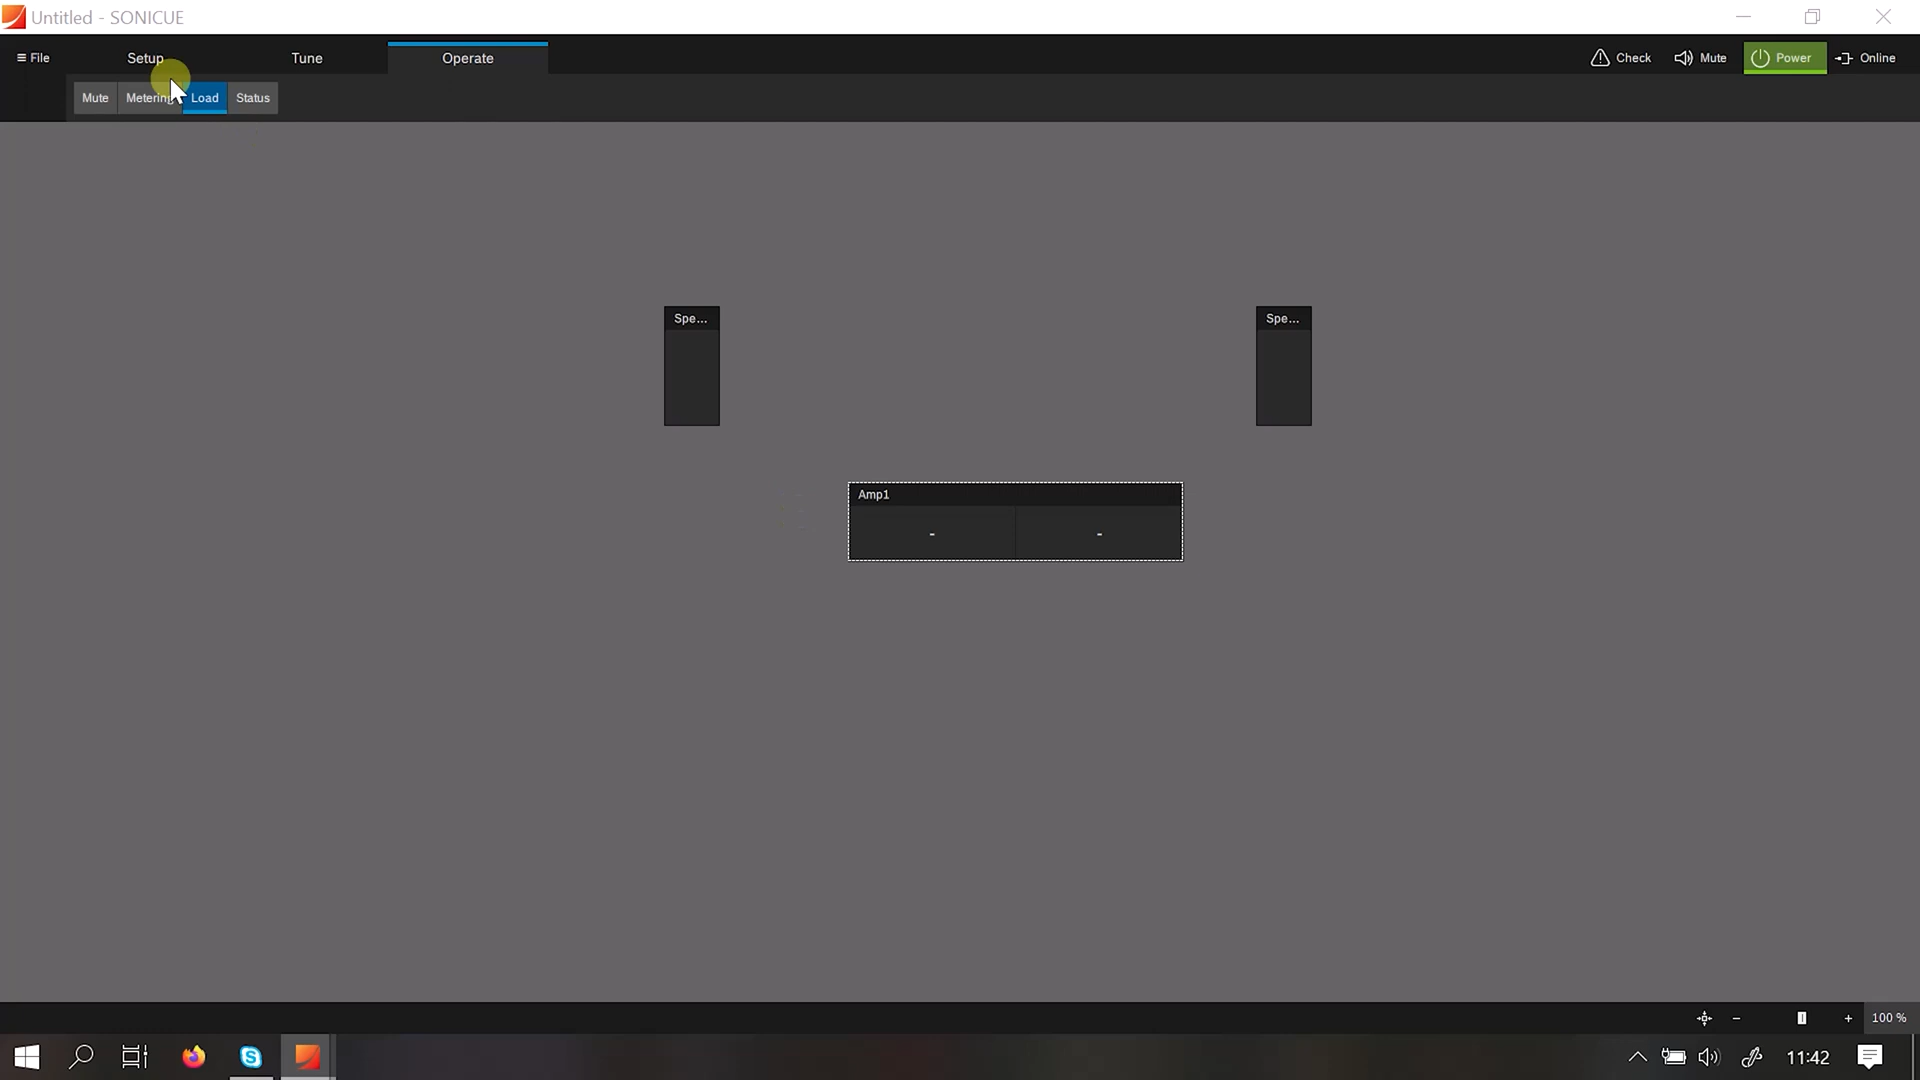 Untitled - SONICUE
≡ File
Setup
Tune
Operate
Check
Mute
Power
Online
Mute
Metering
Load
Status
Spe...
Spe...
Amp1
-
-
100 %
11:42